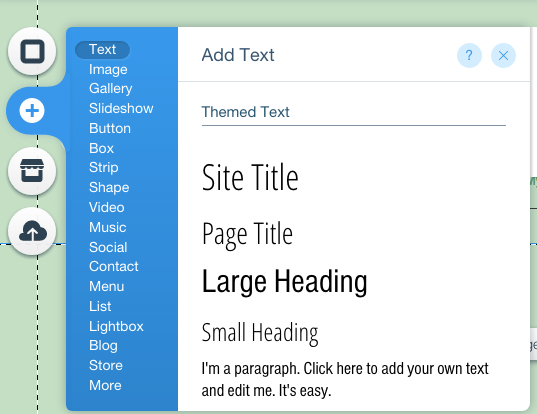 Text
Image
Gallery
Slideshow
Button
Box
Strip
Shape
Video
Music
Social
Contact
Menu
List
Lightbox
Blog
Store
More
Add Text
?
Themed Text
Site Title
Page Title
Large Heading
Small Heading
I'm a paragraph. Click here to add your own text
and edit me. It's easy.